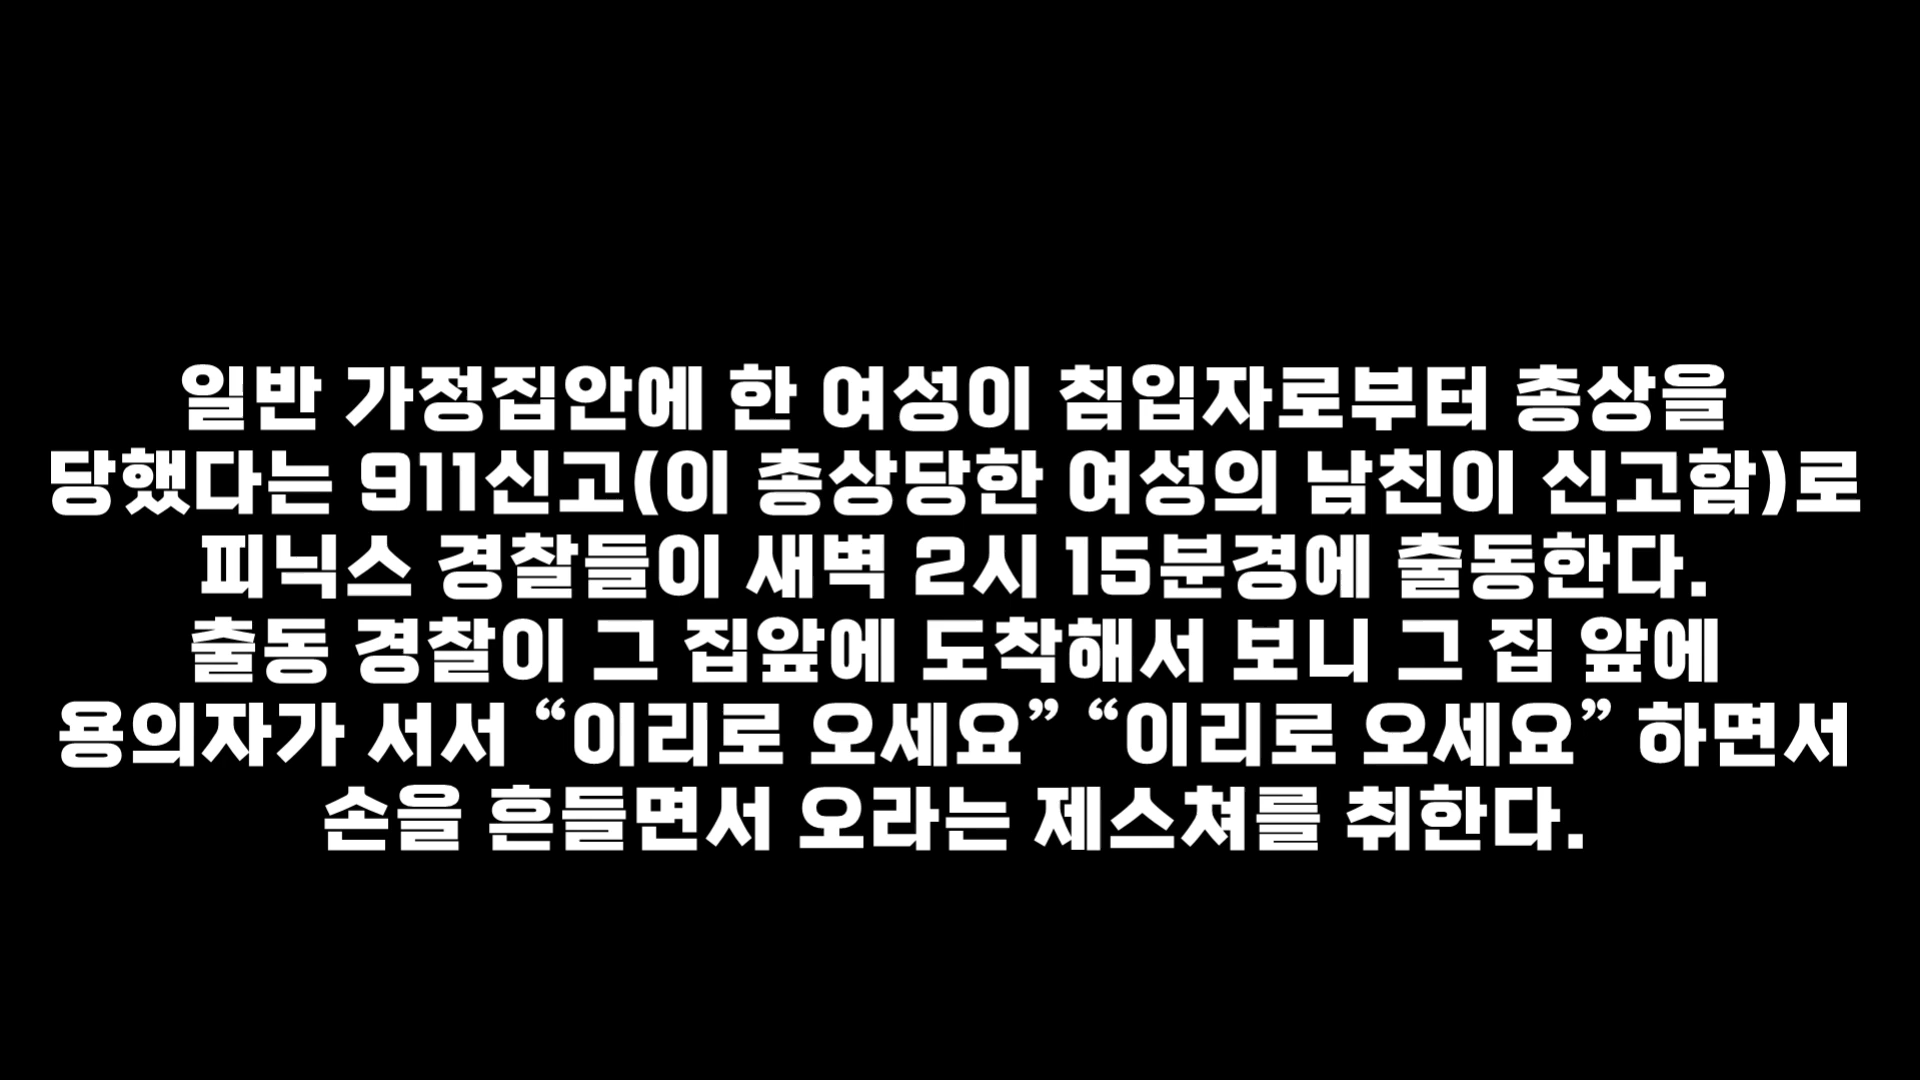 일반 가정집안에 한 여성이 침입자로부터 총상을
당했다는 911신고(이 총상당한 여성의 남친이 신고함)로
피닉스 경찰들이 새벽 2시 15분경에 출동한다.
출동 경찰이 그 집앞에 도착해서 보니 그 집 앞에
용의자가 서서 “이리로 오세요” “이리로 오세요” 하면서
손을 흔들면서 오라는 제스쳐를 취한다.